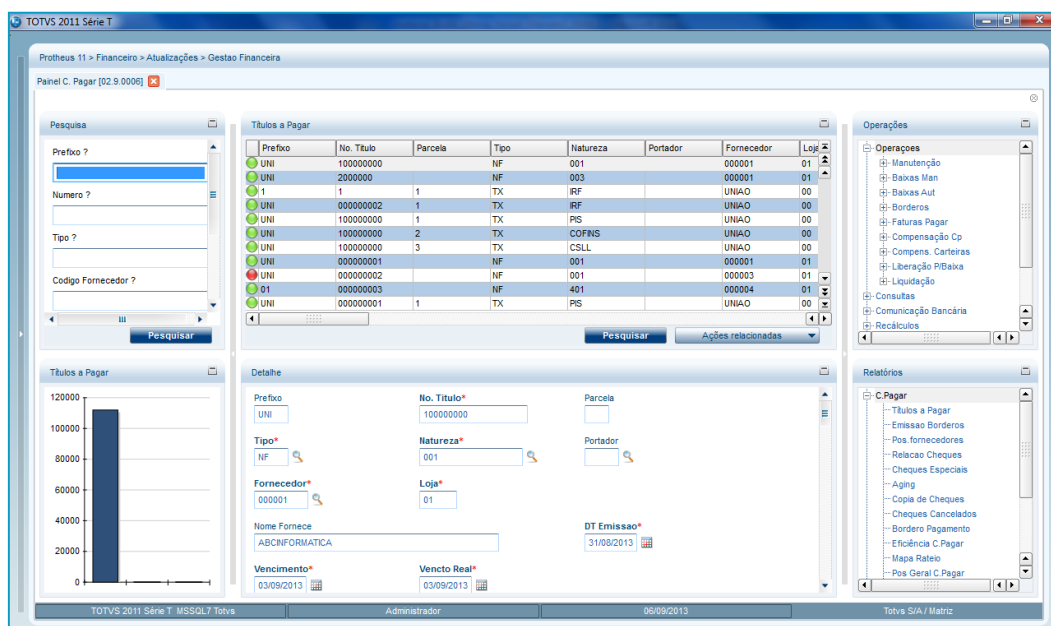 TOTVS 2011 Série T
Protheus 11 > Financeiro > Atualizações > Gestao Financeira
Painel C. Pagar [02.9.0006]
Pesquisa
Prefixo ?
Numero ?
Tipo ?
Codigo Fornecedor ?
Pesquisar
Títulos a Pagar
Prefixo No. Titulo Parcela Tipo Natureza Portador Fornecedor Loja
UNI 100000000 NF 001 000001 01
UNI 2000000 NF 003 000001 01
1 1 1 TX IRF UNIAO 00
UNI 000000002 1 TX IRF UNIAO 00
UNI 100000000 1 TX PIS UNIAO 00
UNI 100000000 2 TX COFINS UNIAO 00
UNI 100000000 3 TX CSLL UNIAO 00
UNI 000000001 NF 001 000001 01
UNI 000000002 NF 001 000003 01
01 000000003 NF 401 000004 01
UNI 000000001 1 TX PIS UNIAO 00
Pesquisar Ações relacionadas
Operações
Operaçoes
Manutenção
Baixas Man
Baixas Aut
Borderos
Faturas Pagar
Compensação Cp
Compens. Carteiras
Liberação P/Baixa
Liquidação
Consultas
Comunicação Bancária
Recálculos
Títulos a Pagar
120000
100000
80000
60000
40000
20000
0
Detalhe
Prefixo No. Titulo* Parcela
UNI 100000000
Tipo* Natureza* Portador
NF 001
Fornecedor* Loja*
000001 01
Nome Fornece DT Emissao*
ABCINFORMATICA 31/08/2013
Vencimento* Vencto Real*
03/09/2013 03/09/2013
Relatórios
C.Pagar
Títulos a Pagar
Emissao Borderos
Pos.fornecedores
Relacao Cheques
Cheques Especiais
Aging
Copia de Cheques
Cheques Cancelados
Bordero Pagamento
Eficiência C.Pagar
Mapa Rateio
Pos Geral C.Pagar
TOTVS 2011 Série T MSSQL7 Totvs Administrador 06/09/2013 Totvs S/A / Matriz